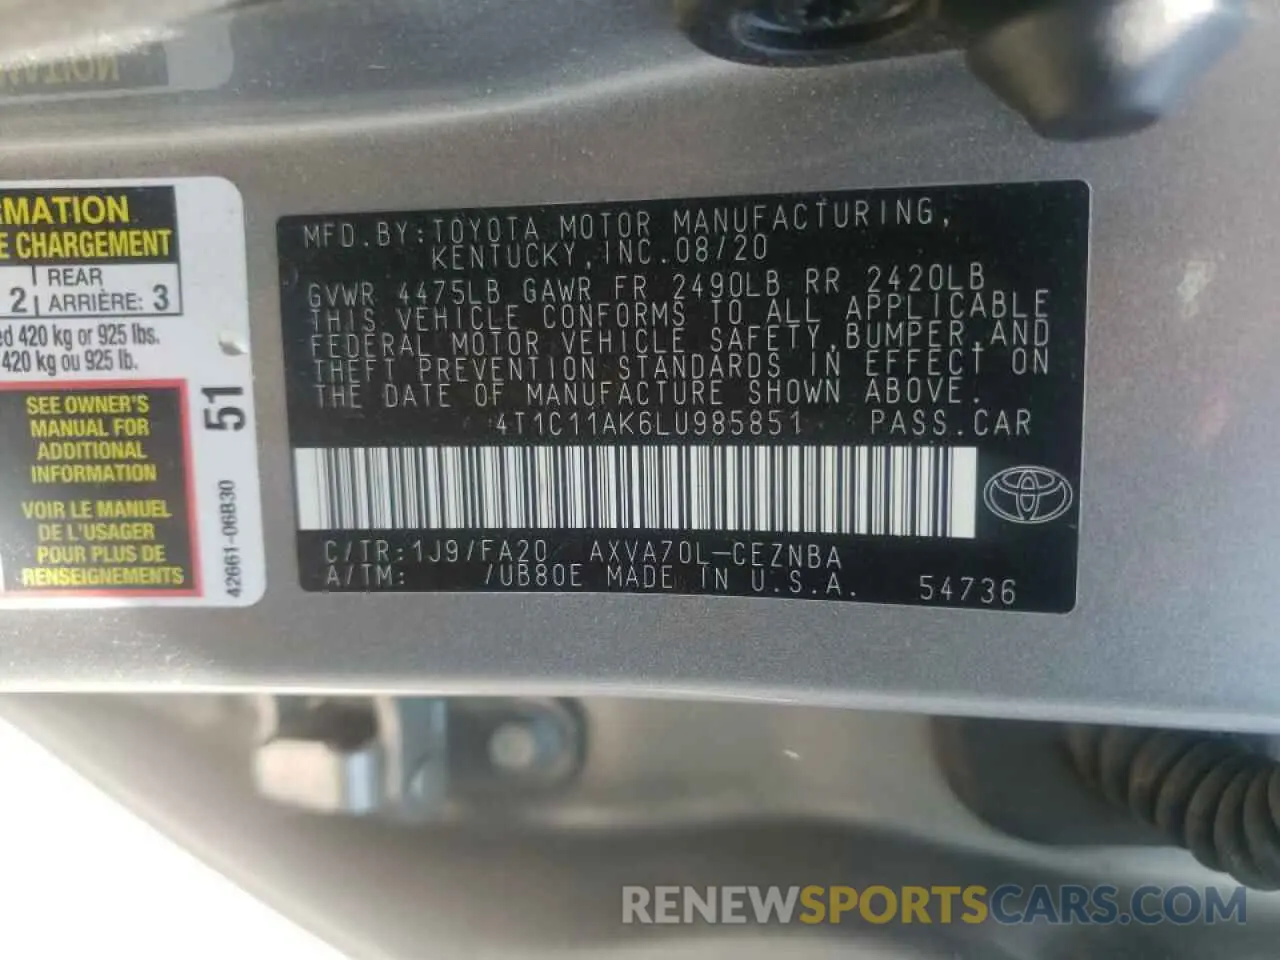 RMATION
E CHARGEMENT
REAR
2 ARRIÈRE: 3
ed 420 kg or 925 lbs.
420 kg ou 925 lb.
SEE OWNER'S
MANUAL FOR
ADDITIONAL
INFORMATION
VOIR LE MANUEL
DE L'USAGER
POUR PLUS DE
RENSEIGNEMENTS
51
42661-06B30
MFD.BY:TOYOTA MOTOR MANUFACTURING,
KENTUCKY,INC.08/20
GVWR 4475LB GAWR FR 2490LB RR 2420LB
THIS VEHICLE CONFORMS TO ALL APPLICABLE
FEDERAL MOTOR VEHICLE SAFETY,BUMPER,AND
THEFT PREVENTION STANDARDS IN EFFECT ON
THE DATE OF MANUFACTURE SHOWN ABOVE.
4T1C11AK6LU985851 PASS.CAR
C/TR:1J9/FA20 AXVA70L-CEZNBA
A/TM: /UB80E MADE IN U.S.A. 54736
RENEWSPORTSCARS.COM